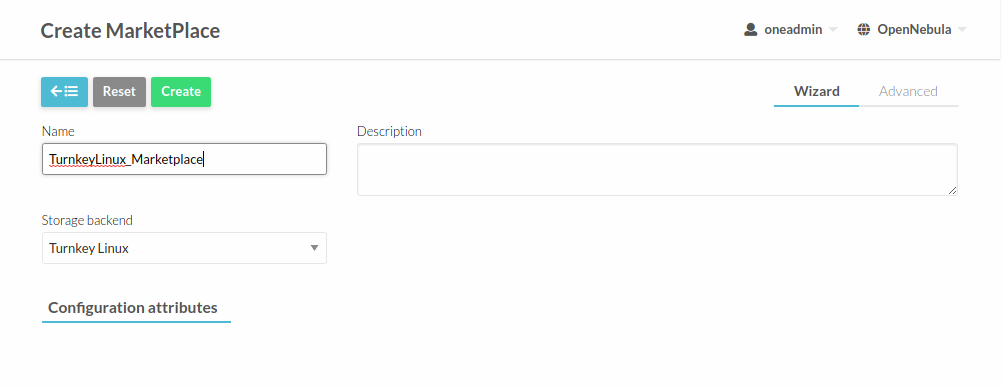 Create MarketPlace
oneadmin OpenNebula
Reset Create Wizard Advanced
Name Description
TurnkeyLinux_Marketplace
Storage backend
Turnkey Linux
Configuration attributes